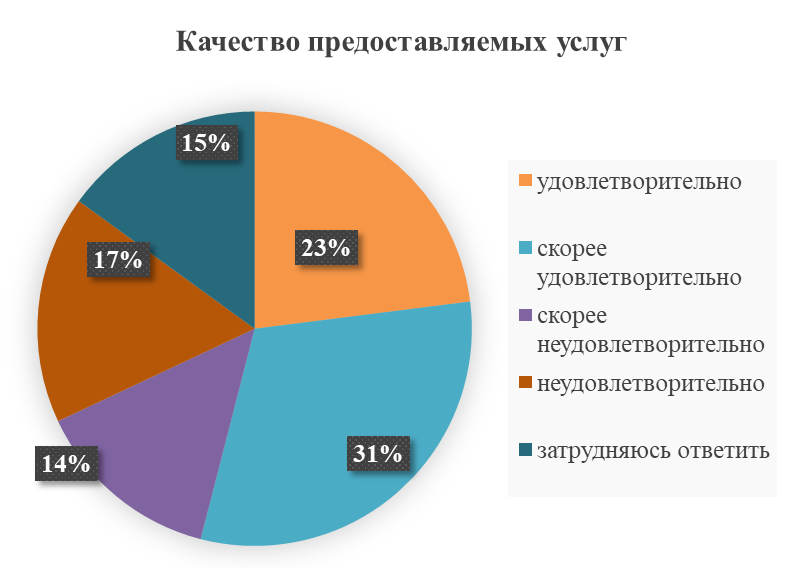 Качество предоставляемых услуг
15%
23%
17%
31%
14%
удовлетворительно
скорее
удовлетворительно
скорее
неудовлетворительно
неудовлетворительно
затрудняюсь ответить